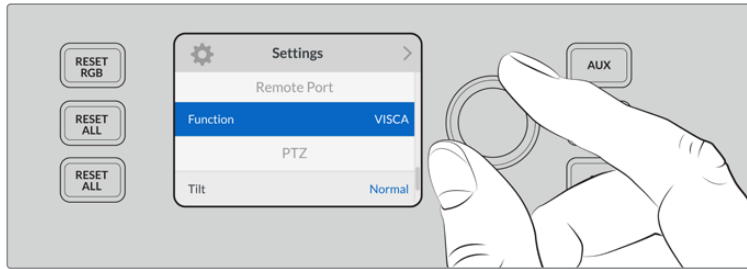 RESET
RGB
RESET
ALL
RESET
ALL
Settings
Remote Port
Function VISCA
PTZ
Tilt Normal
AUX